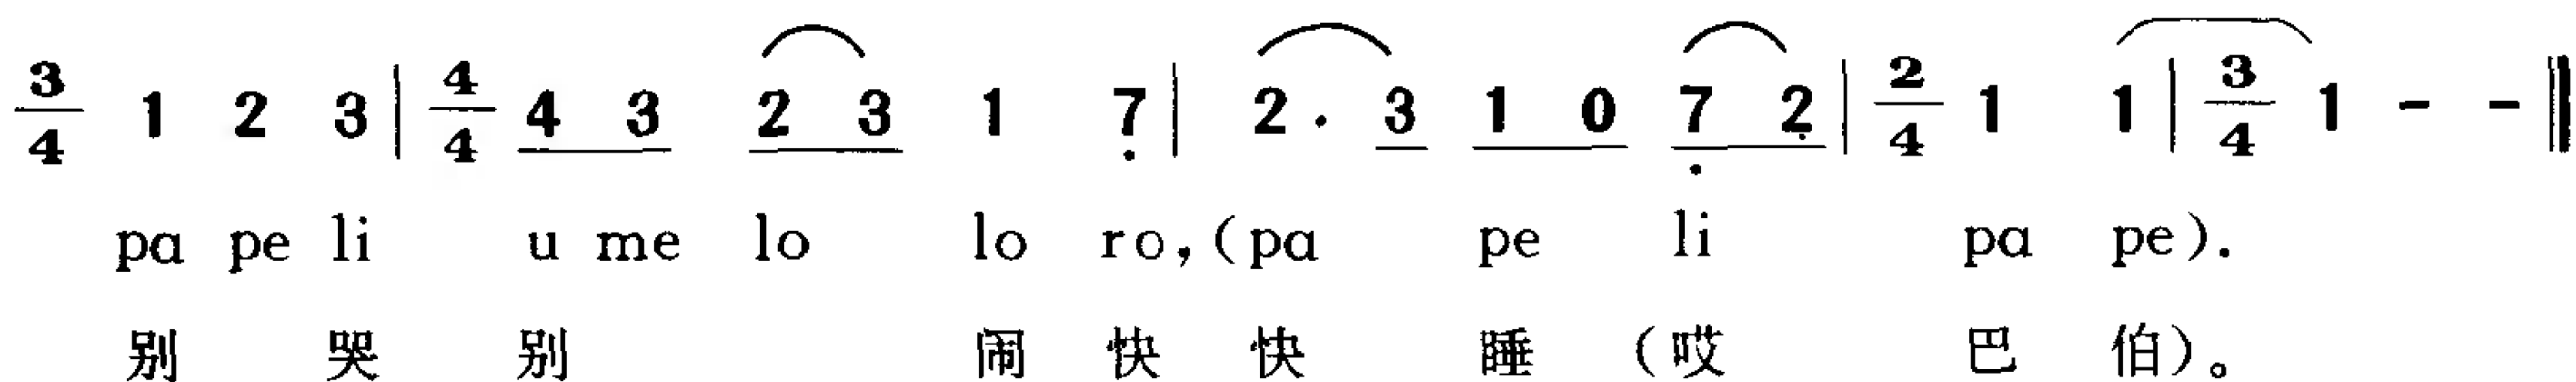 3/4 1 2 3 | 4/4 4 3 2 3 1 7̣ | 2 · 3 1 0 7̣ 2̣ | 2/4 1 1 | 3/4 1 - - ‖
pa pe li u me lo lo ro,(pa pe li pa pe).
别 哭 别 闹 快 快 睡 (哎 巴 伯)。